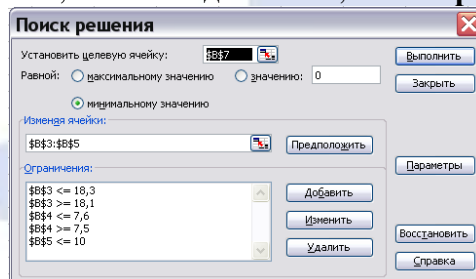 Поиск решения
Установить целевую ячейку: $B$7 Выполнить
Равной: максимальному значению значению: 0 Закрыть
минимальному значению
Изменяя ячейки:
$B$3:$B$5 Предположить
Ограничения: Параметры
$B$3 <= 18,3 Добавить
$B$3 >= 18,1
$B$4 <= 7,6 Изменить
$B$4 >= 7,5 Восстановить
$B$5 <= 10 Удалить
Справка